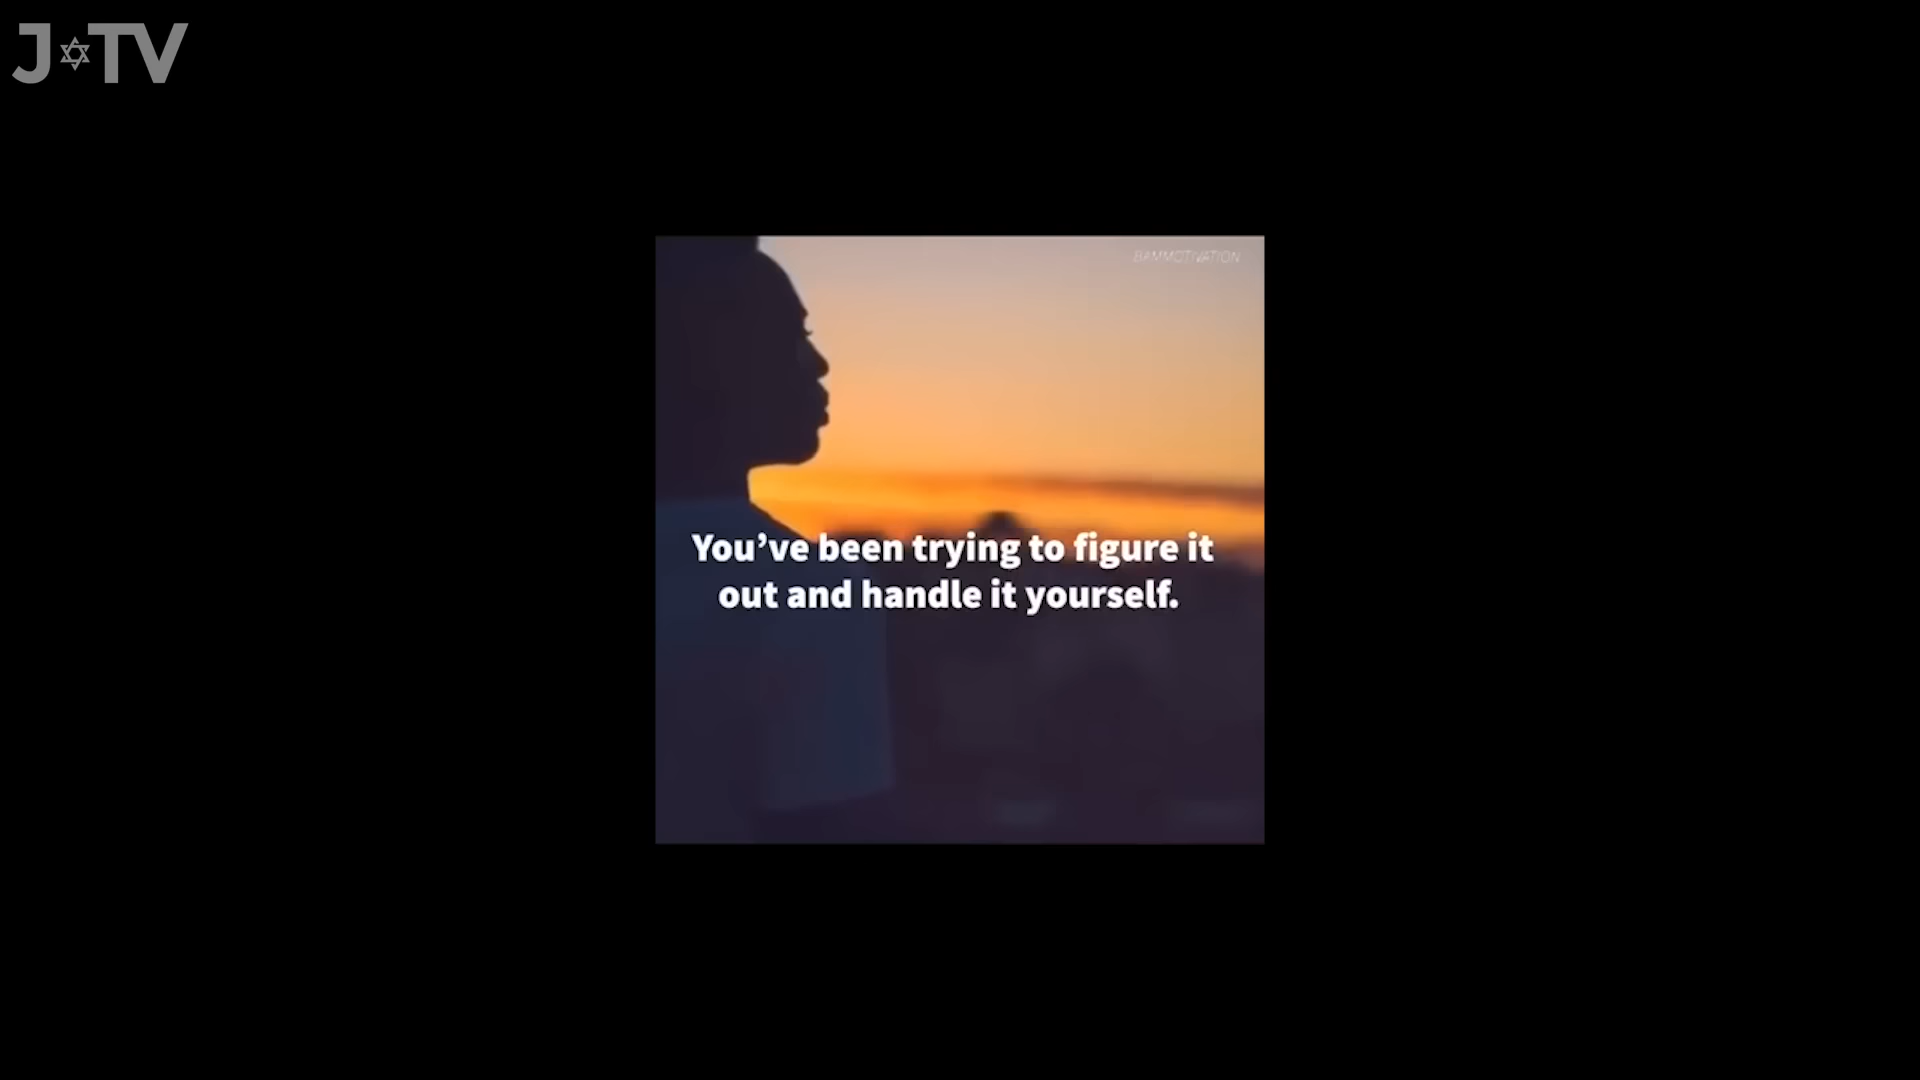 J✡TV
BAMMOTIVATION
You’ve been trying to figure it
out and handle it yourself.